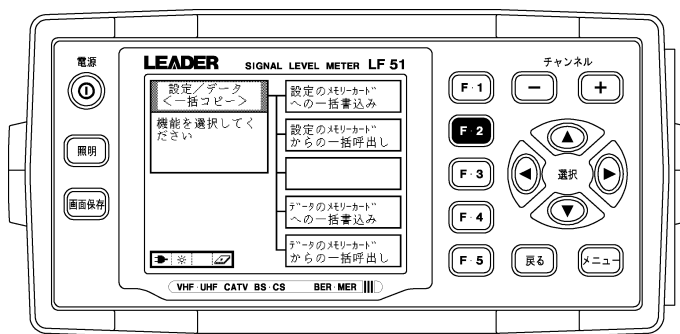 LEADER SIGNAL LEVEL METER LF 51
電源
照明
画面保存
設定／データ
＜一括コピー＞
機能を選択してく
ださい
設定のﾒﾓﾘｰｶｰﾄﾞ
への一括書込み
設定のﾒﾓﾘｰｶｰﾄﾞ
からの一括呼出し
ﾃﾞｰﾀのﾒﾓﾘｰｶｰﾄﾞ
への一括書込み
ﾃﾞｰﾀのﾒﾓﾘｰｶｰﾄﾞ
からの一括呼出し
VHF·UHF CATV BS·CS BER·MER
F·1
F·2
F·3
F·4
F·5
チャンネル
− +
選択
戻る
メニュー